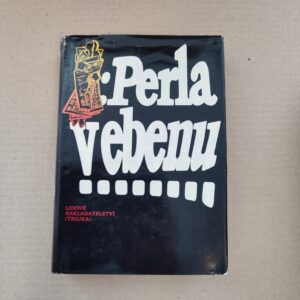 :Perla
v ebenu
LIDOVÉ
NAKLADATELSTVÍ
/TROJKA/